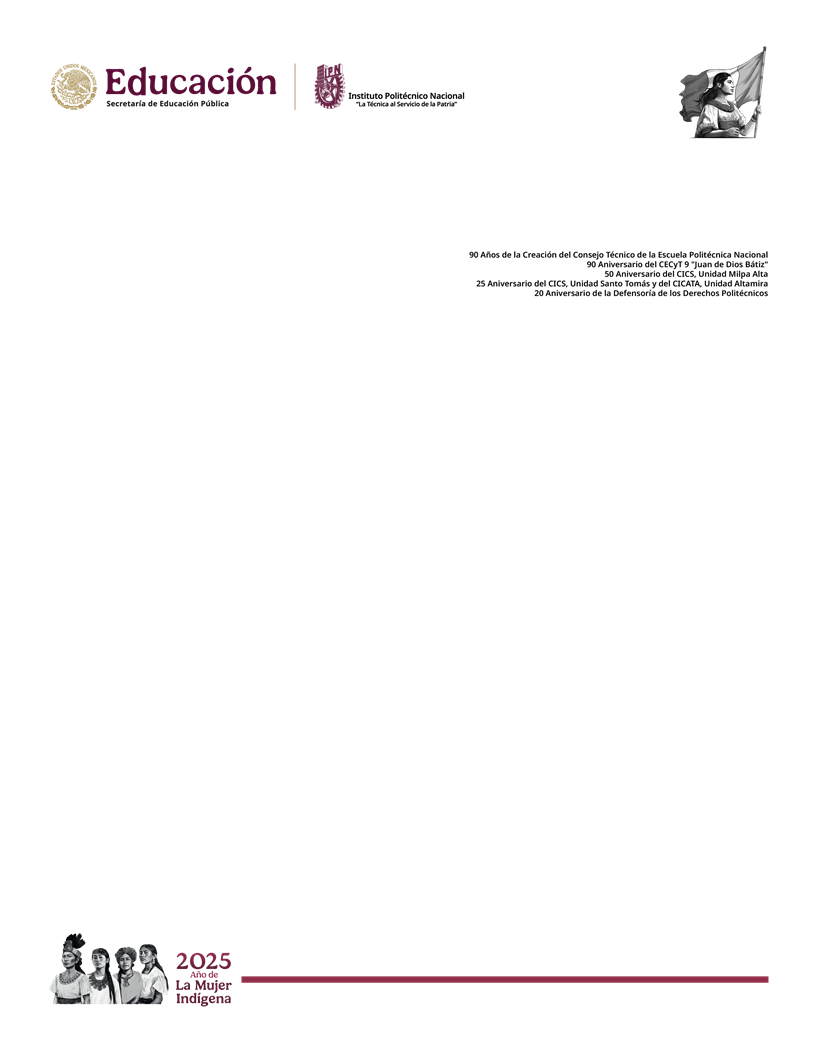 ESTADOS UNIDOS MEXICANOS
Educación
Secretaría de Educación Pública
IPN
Instituto Politécnico Nacional
“La Técnica al Servicio de la Patria”
90 Años de la Creación del Consejo Técnico de la Escuela Politécnica Nacional
90 Aniversario del CECyT 9 "Juan de Dios Bátiz"
50 Aniversario del CICS, Unidad Milpa Alta
25 Aniversario del CICS, Unidad Santo Tomás y del CICATA, Unidad Altamira
20 Aniversario de la Defensoría de los Derechos Politécnicos
2025
Año de
La Mujer
Indígena